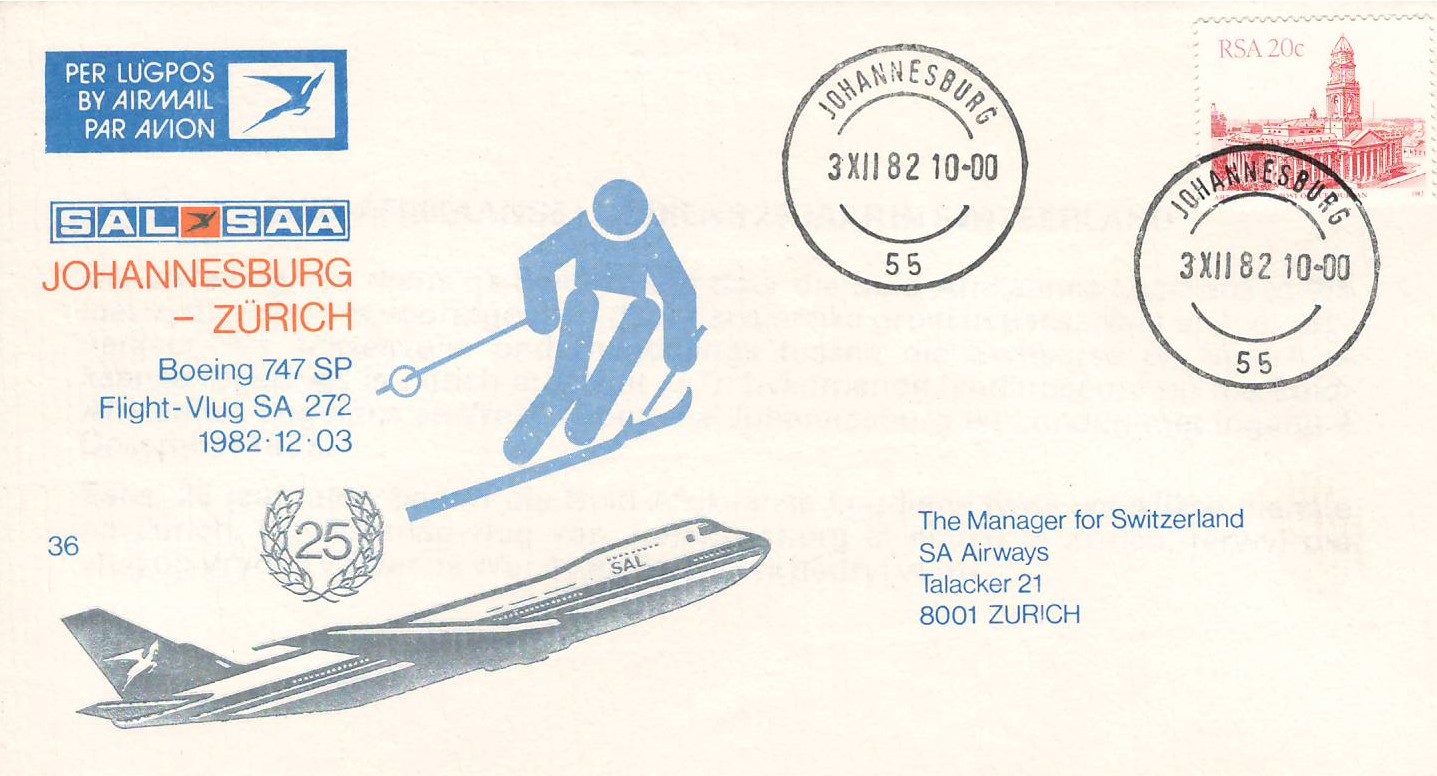 PER LUGPOS
BY AIRMAIL
PAR AVION
SAL SAA
JOHANNESBURG
– ZÜRICH
Boeing 747 SP
Flight-Vlug SA 272
1982·12·03
25
36
SAL
JOHANNESBURG
3 XII 82 10-00
55
RSA 20c
JOHANNESBURG
3 XII 82 10-00
55
The Manager for Switzerland
SA Airways
Talacker 21
8001 ZURICH